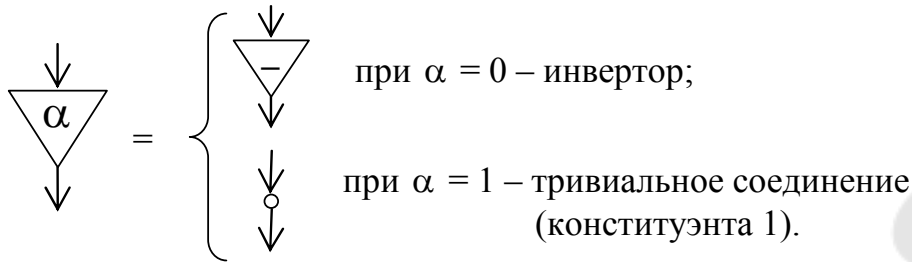 при α = 0 – инвертор;
α = −
при α = 1 – тривиальное соединение
(конституэнта 1).